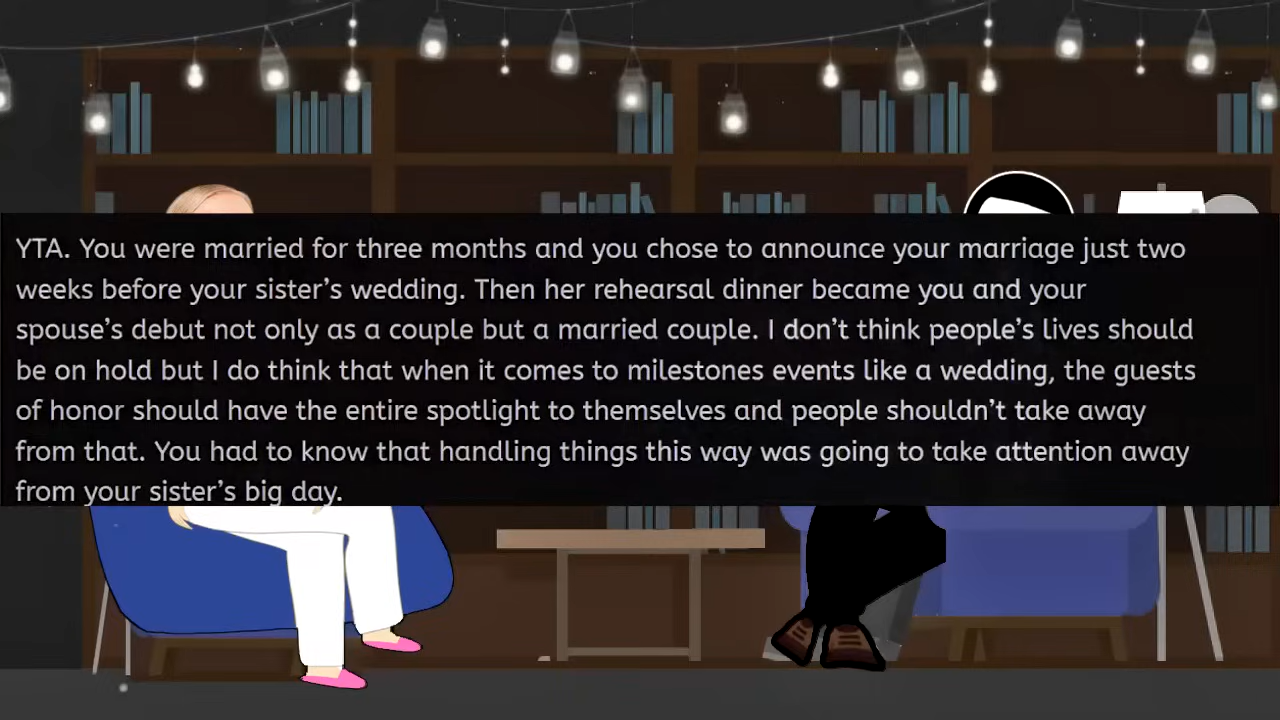 YTA. You were married for three months and you chose to announce your marriage just two
weeks before your sister’s wedding. Then her rehearsal dinner became you and your
spouse’s debut not only as a couple but a married couple. I don’t think people’s lives should
be on hold but I do think that when it comes to milestones events like a wedding, the guests
of honor should have the entire spotlight to themselves and people shouldn’t take away
from that. You had to know that handling things this way was going to take attention away
from your sister’s big day.